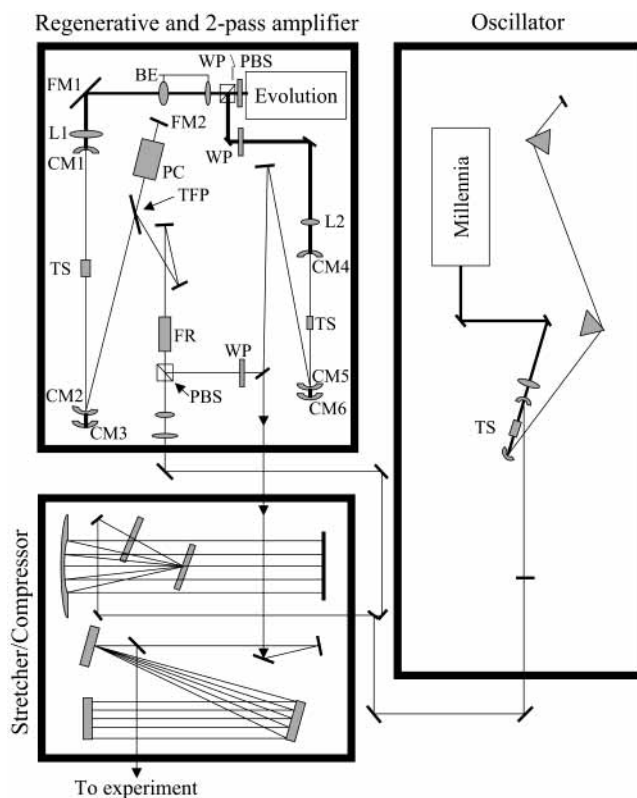 Regenerative and 2-pass amplifier
Oscillator
WP PBS
BE
FM1
Evolution
FM2
L1
WP
CM1
PC
TFP
Millennia
L2
CM4
TS
TS
FR
WP
CM5
CM2
PBS
CM6
CM3
TS
Stretcher/Compressor
To experiment